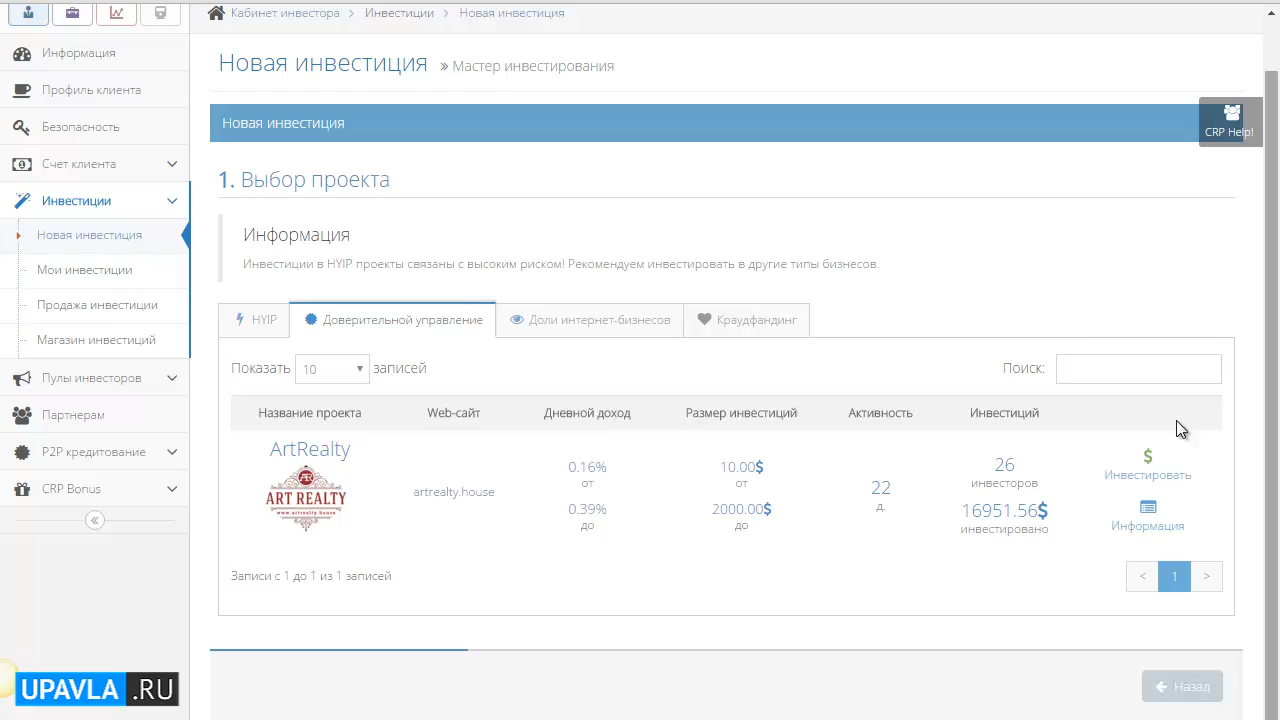 Кабинет инвестора > Инвестиции > Новая инвестиция
Информация
Профиль клиента
Безопасность
Счет клиента
Инвестиции
Новая инвестиция
Мои инвестиции
Продажа инвестиции
Магазин инвестиций
Пулы инвесторов
Партнерам
P2P кредитование
CRP Bonus
Новая инвестиция » Мастер инвестирования
Новая инвестиция
CRP Help!
1. Выбор проекта
Информация
Инвестиции в HYIP проекты связаны с высоким риском! Рекомендуем инвестировать в другие типы бизнесов.
HYIP Доверительной управление Доли интернет-бизнесов Краудфандинг
Показать 10 записей Поиск:
Название проекта Web-сайт Дневной доход Размер инвестиций Активность Инвестиций
ArtRealty
ART REALTY
www.artrealty.house
artrealty.house
0.16%
от
0.39%
до
10.00$
от
2000.00$
до
22
д.
26
инвесторов
16951.56$
инвестировано
$
Инвестировать
Информация
Записи с 1 до 1 из 1 записей
< 1 >
Назад
UPAVLA.RU